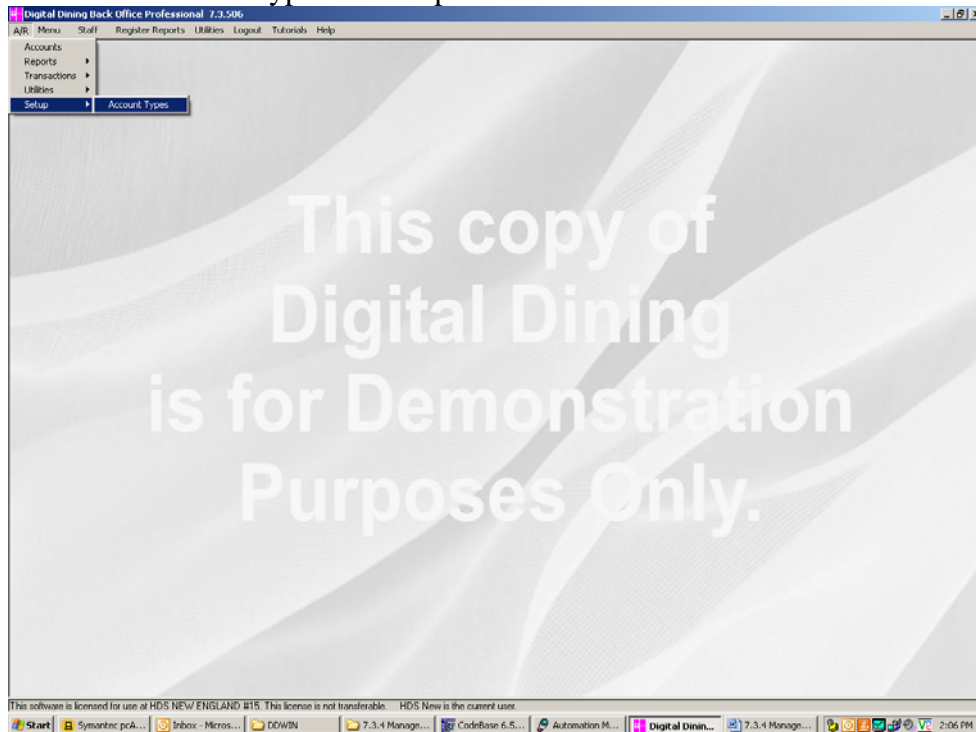 Digital Dining Back Office Professional 7.3.506
A/R Menu Staff Register Reports Utilities Logout Tutorials Help
Accounts
Reports
Transactions
Utilities
Setup Account Types
This copy of
Digital Dining
is for Demonstration
Purposes Only.
This software is licensed for use at HDS NEW ENGLAND #15. This license is not transferable. HDS New is the current user.
Start Symantec pcA... Inbox - Micros... DDWIN 7.3.4 Manage... CodeBase 6.5... Automation M... Digital Dinin... 7.3.4 Manage... 2:06 PM